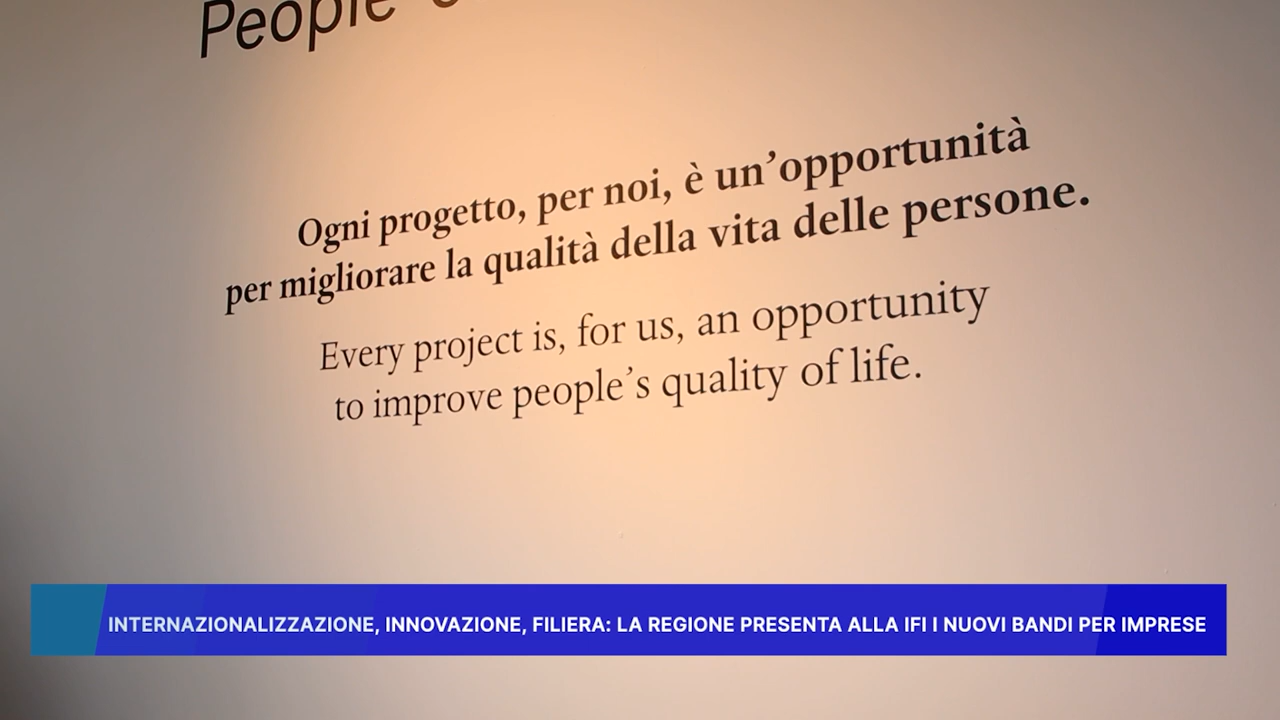 People
Ogni progetto, per noi, è un’opportunità
per migliorare la qualità della vita delle persone.
Every project is, for us, an opportunity
to improve people’s quality of life.
INTERNAZIONALIZZAZIONE, INNOVAZIONE, FILIERA: LA REGIONE PRESENTA ALLA IFI I NUOVI BANDI PER IMPRESE